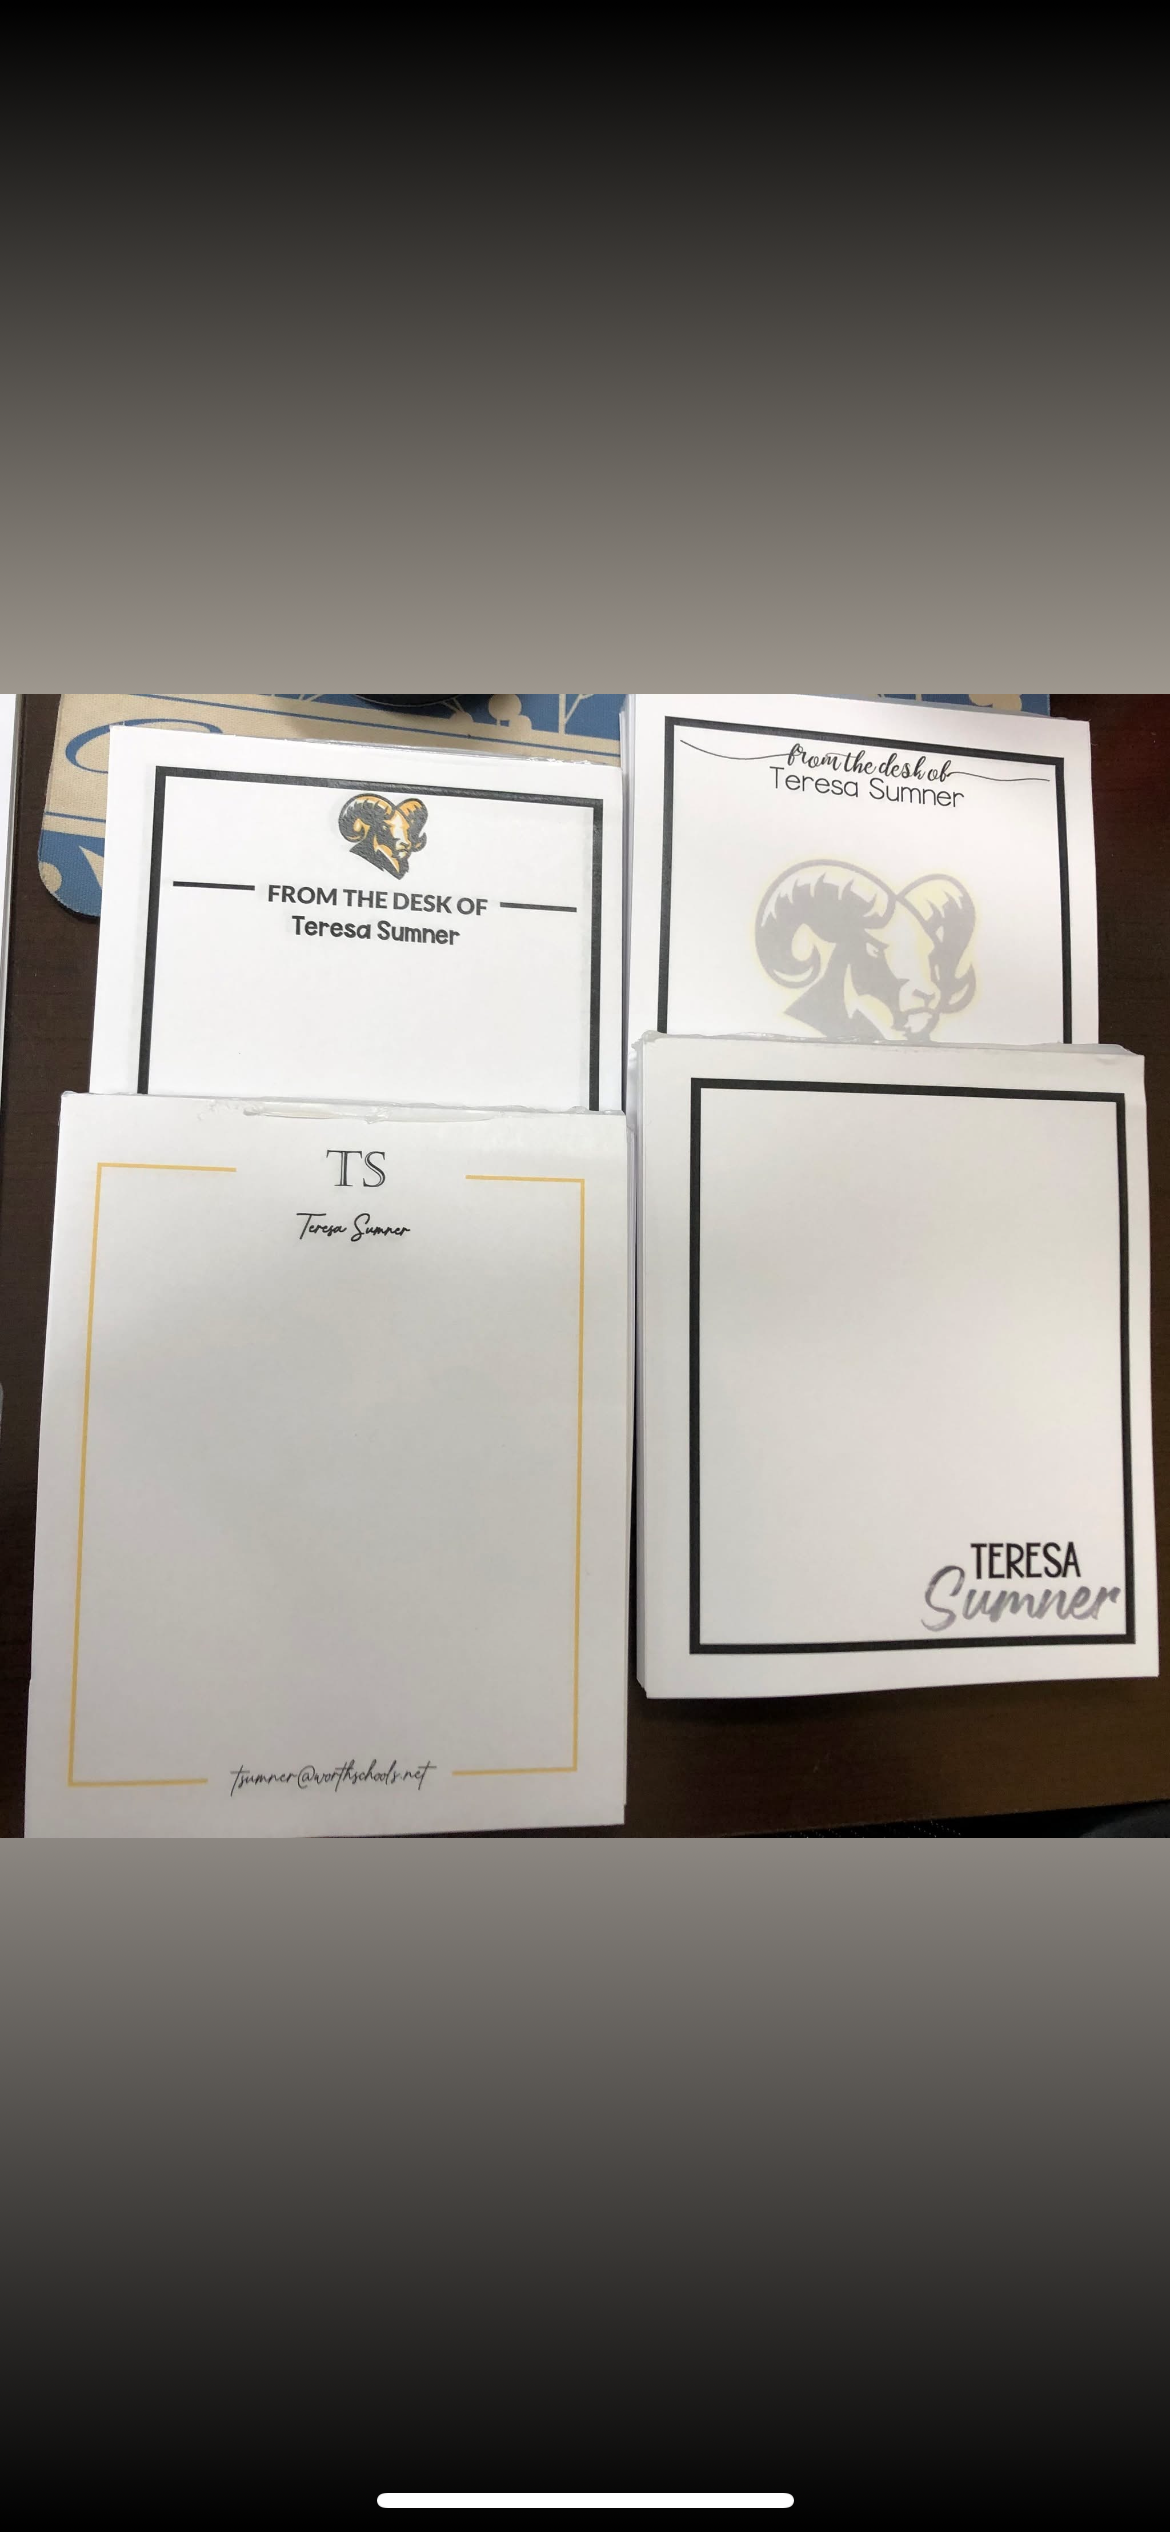 FROM THE DESK OF
Teresa Sumner
from the desk of
Teresa Sumner
TS
Teresa Sumner
tsumner@worthschools.net
TERESA
Sumner